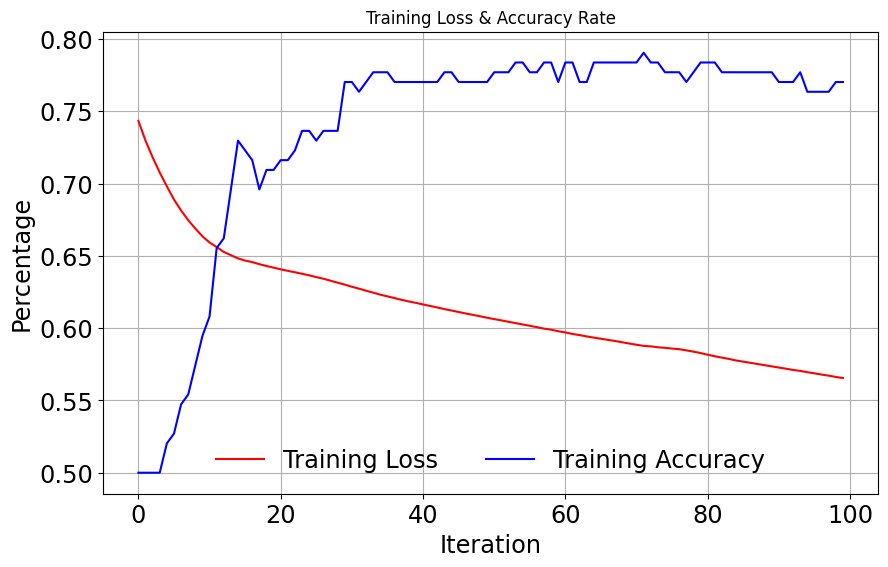 Training Loss & Accuracy Rate
0.80
0.75
0.70
0.65
0.60
0.55
0.50
Percentage
Training Loss
Training Accuracy
0
20
40
60
80
100
Iteration